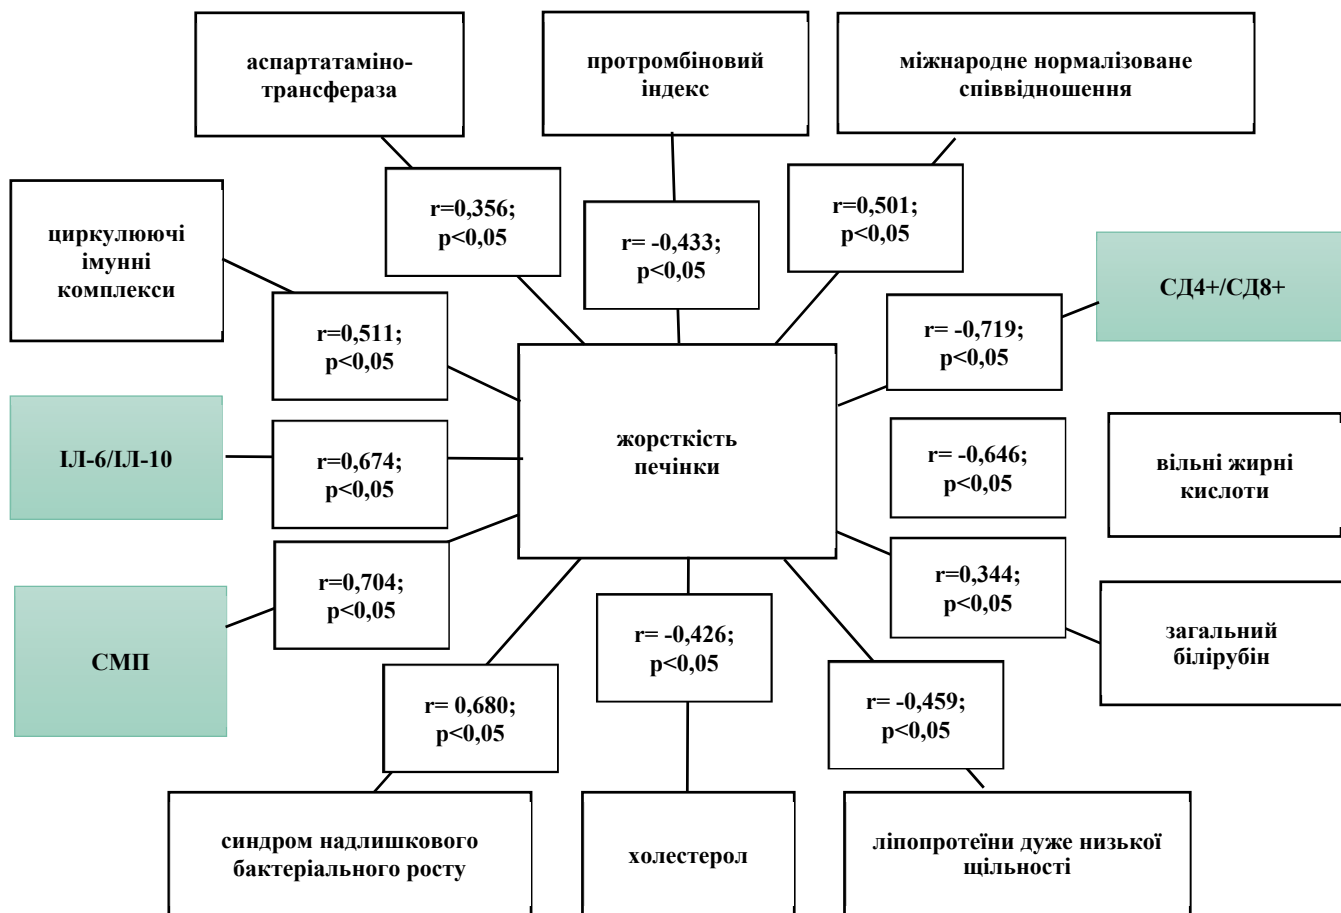 аспартатаміно-
трансфераза
протромбіновий
індекс
міжнародне нормалізоване
співвідношення
r=0,356;
p<0,05
r= -0,433;
p<0,05
r=0,501;
p<0,05
циркулюючі
імунні
комплекси
r=0,511;
p<0,05
r= -0,719;
p<0,05
СД4+/СД8+
ІЛ-6/ІЛ-10
r=0,674;
p<0,05
жорсткість
печінки
r= -0,646;
p<0,05
вільні жирні
кислоти
СМП
r=0,704;
p<0,05
r=0,344;
p<0,05
загальний
білірубін
r= 0,680;
p<0,05
r= -0,426;
p<0,05
r= -0,459;
p<0,05
синдром надлишкового
бактеріального росту
холестерол
ліпопротеїни дуже низької
щільності